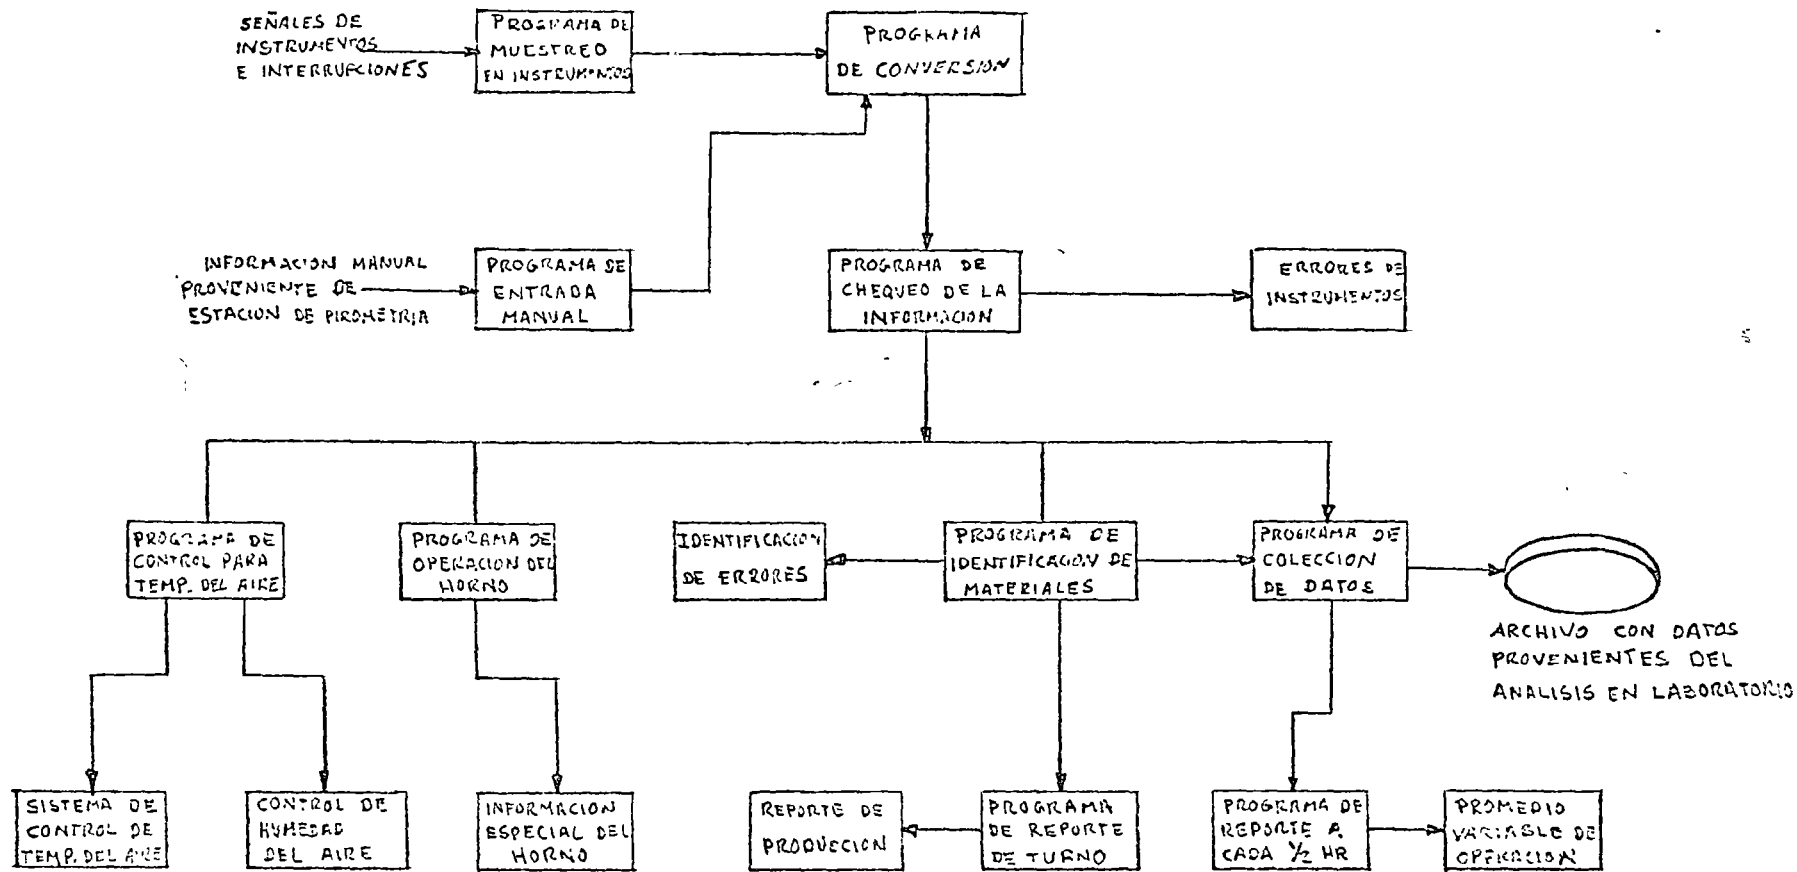 SEÑALES DE
INSTRUMENTOS
E INTERRUPCIONES
PROGRAMA DE
MUESTREO
EN INSTRUMENTOS
PROGRAMA
DE CONVERSION
INFORMACION MANUAL
PROVENIENTE DE
ESTACION DE PIROMETRIA
PROGRAMA DE
ENTRADA
MANUAL
PROGRAMA DE
CHEQUEO DE LA
INFORMACION
ERRORES DE
INSTRUMENTOS
PROGRAMA DE
CONTROL PARA
TEMP. DEL AIRE
PROGRAMA DE
OPERACION DEL
HORNO
IDENTIFICACION
DE ERRORES
PROGRAMA DE
IDENTIFICACION DE
MATERIALES
PROGRAMA DE
COLECCION
DE DATOS
ARCHIVO CON DATOS
PROVENIENTES DEL
ANALISIS EN LABORATORIO
SISTEMA DE
CONTROL DE
TEMP. DEL AIRE
CONTROL DE
HUMEDAD
DEL AIRE
INFORMACION
ESPECIAL DEL
HORNO
REPORTE DE
PRODUCCION
PROGRAMA
DE REPORTE
DE TURNO
PROGRAMA DE
REPORTE A
CADA ½ HR
PROMEDIO
VARIABLE DE
OPERACION